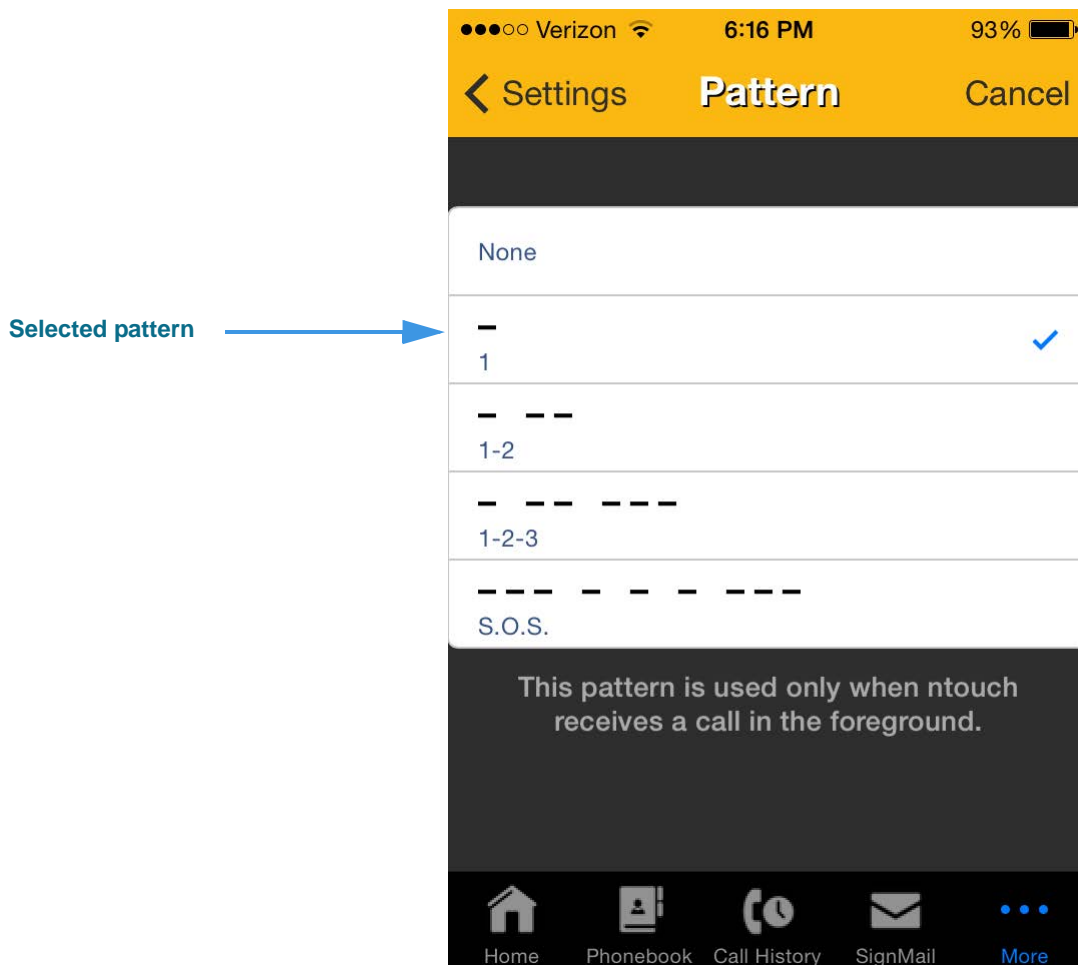 Verizon 6:16 PM 93%
Settings Pattern Cancel
None
Selected pattern
1
1-2
1-2-3
S.O.S.
This pattern is used only when ntouch
receives a call in the foreground.
Home Phonebook Call History SignMail More